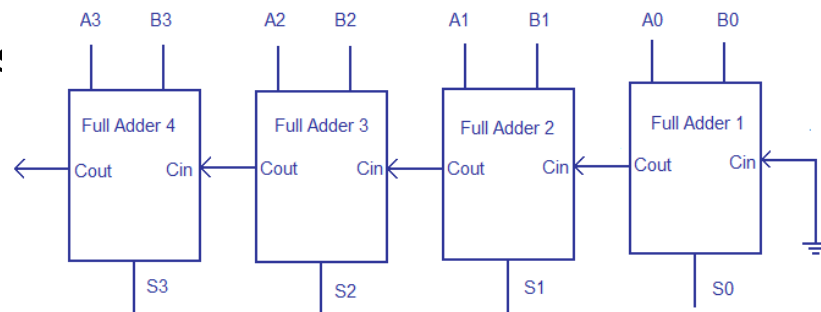 A3 B3 A2 B2 A1 B1 A0 B0
Full Adder 4 Full Adder 3 Full Adder 2 Full Adder 1
Cout Cin Cout Cin Cout Cin Cout Cin
S3 S2 S1 S0